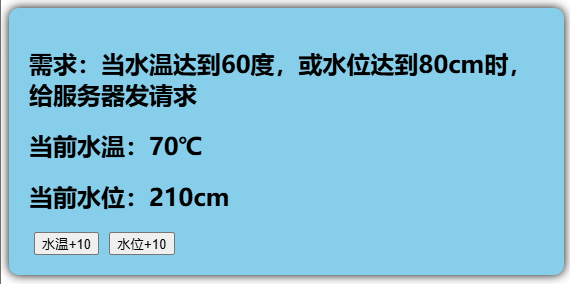 需求：当水温达到60度，或水位达到80cm时，
给服务器发请求
当前水温：70℃
当前水位：210cm
水温+10 水位+10